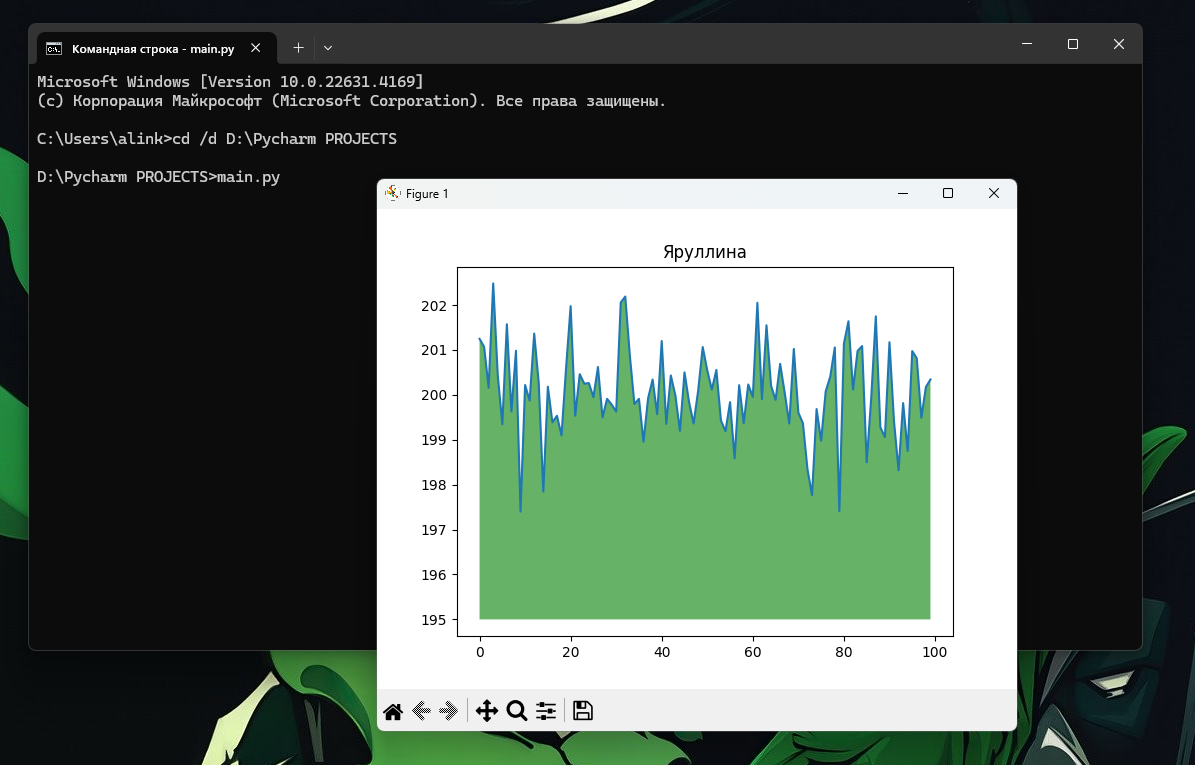 Командная строка - main.py
Microsoft Windows [Version 10.0.22631.4169]
(c) Корпорация Майкрософт (Microsoft Corporation). Все права защищены.
C:\Users\alink>cd /d D:\Pycharm PROJECTS
D:\Pycharm PROJECTS>main.py
Figure 1
Яруллина
202
201
200
199
198
197
196
195
0 20 40 60 80 100